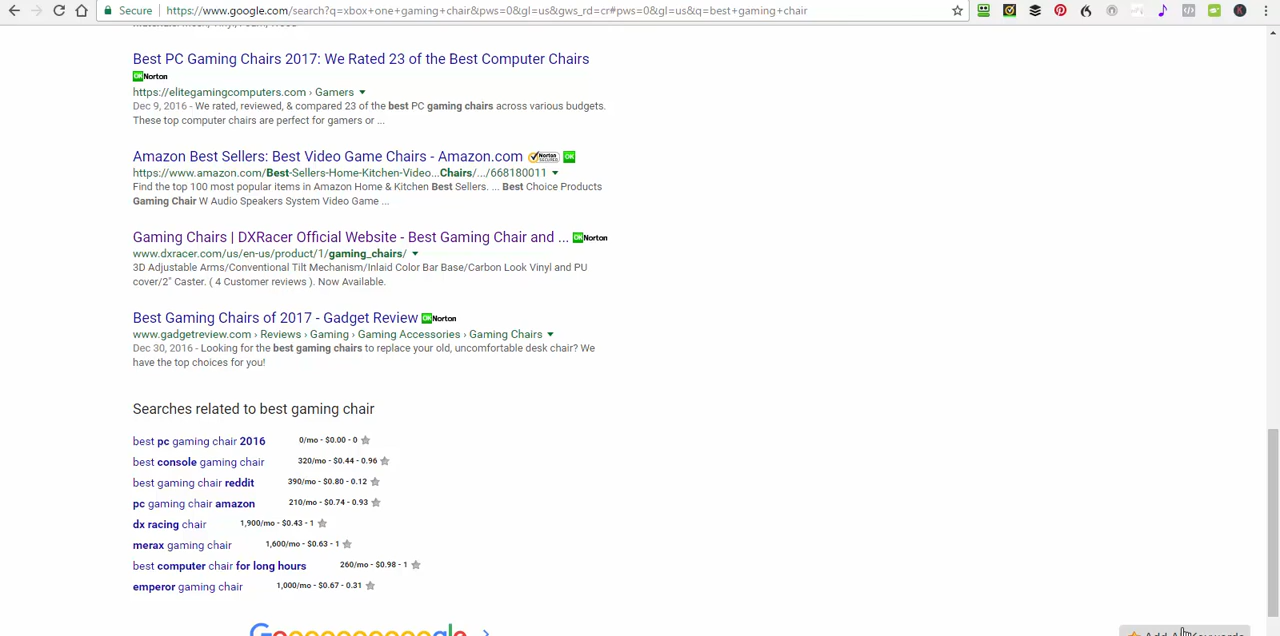 Secure https://www.google.com/search?q=xbox+one+gaming+chair&pws=0&gl=us&gws_rd=cr#pws=0&gl=us&q=best+gaming+chair
Best PC Gaming Chairs 2017: We Rated 23 of the Best Computer Chairs
OK Norton
https://elitegamingcomputers.com › Gamers
Dec 9, 2016 - We rated, reviewed, & compared 23 of the best PC gaming chairs across various budgets.
These top computer chairs are perfect for gamers or ...
Amazon Best Sellers: Best Video Game Chairs - Amazon.com Norton SECURED OK
https://www.amazon.com/Best-Sellers-Home-Kitchen-Video...Chairs/.../668180011
Find the top 100 most popular items in Amazon Home & Kitchen Best Sellers. ... Best Choice Products
Gaming Chair W Audio Speakers System Video Game ...
Gaming Chairs | DXRacer Official Website - Best Gaming Chair and ... OK Norton
www.dxracer.com/us/en-us/product/1/gaming_chairs/
3D Adjustable Arms/Conventional Tilt Mechanism/Inlaid Color Bar Base/Carbon Look Vinyl and PU
cover/2" Caster. ( 4 Customer reviews ). Now Available.
Best Gaming Chairs of 2017 - Gadget Review OK Norton
www.gadgetreview.com › Reviews › Gaming › Gaming Accessories › Gaming Chairs
Dec 30, 2016 - Looking for the best gaming chairs to replace your old, uncomfortable desk chair? We
have the top choices for you!
Searches related to best gaming chair
best pc gaming chair 2016 0/mo - $0.00 - 0
best console gaming chair 320/mo - $0.44 - 0.96
best gaming chair reddit 390/mo - $0.80 - 0.12
pc gaming chair amazon 210/mo - $0.74 - 0.93
dx racing chair 1,900/mo - $0.43 - 1
merax gaming chair 1,600/mo - $0.63 - 1
best computer chair for long hours 260/mo - $0.98 - 1
emperor gaming chair 1,000/mo - $0.67 - 0.31
Goooooooooogle